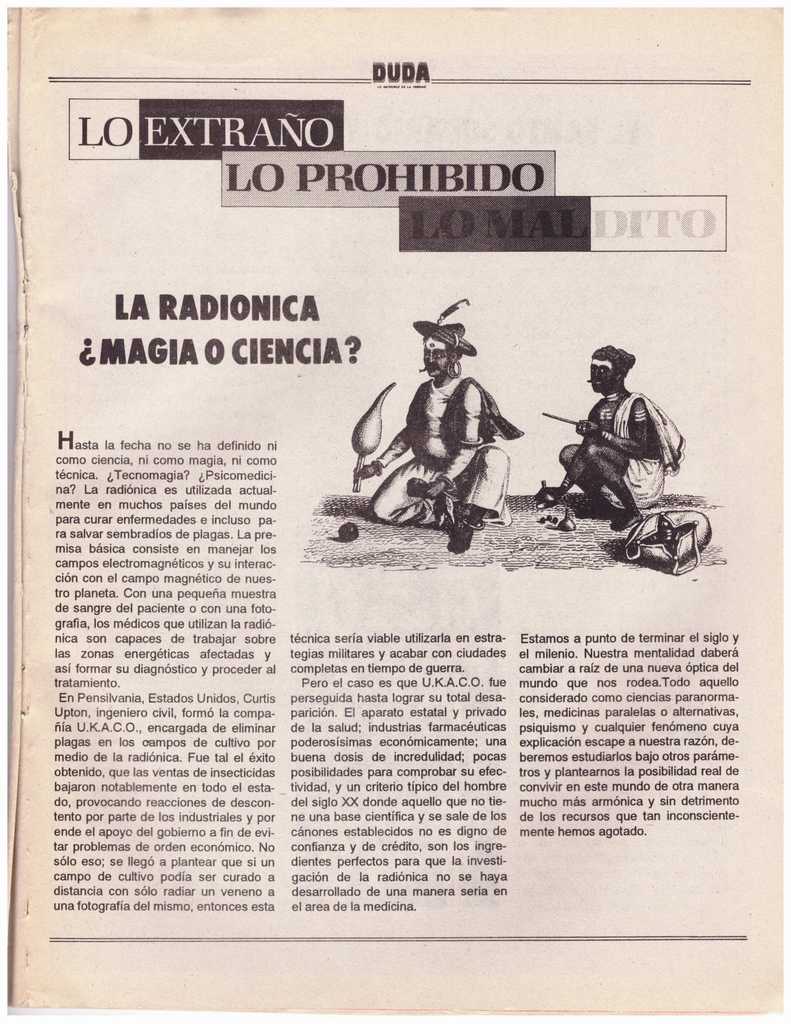 DUDA
LO INCREIBLE ES LA VERDAD
LO EXTRAÑO
LO PROHIBIDO
LO MALDITO
LA RADIONICA
¿MAGIA O CIENCIA?
Hasta la fecha no se ha definido ni
como ciencia, ni como magia, ni como
técnica. ¿Tecnomagia? ¿Psicomedici-
na? La radiónica es utilizada actual-
mente en muchos países del mundo
para curar enfermedades e incluso pa-
ra salvar sembradíos de plagas. La pre-
misa básica consiste en manejar los
campos electromagnéticos y su interac-
ción con el campo magnético de nues-
tro planeta. Con una pequeña muestra
de sangre del paciente o con una foto-
grafía, los médicos que utilizan la radió-
nica son capaces de trabajar sobre
las zonas energéticas afectadas y
así formar su diagnóstico y proceder al
tratamiento.
En Pensilvania, Estados Unidos, Curtis
Upton, ingeniero civil, formó la compa-
ñía U.K.A.C.O., encargada de eliminar
plagas en los campos de cultivo por
medio de la radiónica. Fue tal el éxito
obtenido, que las ventas de insecticidas
bajaron notablemente en todo el esta-
do, provocando reacciones de descon-
tento por parte de los industriales y por
ende el apoyo del gobierno a fin de evi-
tar problemas de orden económico. No
sólo eso; se llegó a plantear que si un
campo de cultivo podía ser curado a
distancia con sólo radiar un veneno a
una fotografía del mismo, entonces esta
técnica sería viable utilizarla en estra-
tegias militares y acabar con ciudades
completas en tiempo de guerra.
Pero el caso es que U.K.A.C.O. fue
perseguida hasta lograr su total desa-
parición. El aparato estatal y privado
de la salud; industrias farmacéuticas
poderosísimas económicamente; una
buena dosis de incredulidad; pocas
posibilidades para comprobar su efec-
tividad, y un criterio típico del hombre
del siglo XX donde aquello que no tie-
ne una base científica y se sale de los
cánones establecidos no es digno de
confianza y de crédito, son los ingre-
dientes perfectos para que la investi-
gación de la radiónica no se haya
desarrollado de una manera seria en
el area de la medicina.
Estamos a punto de terminar el siglo y
el milenio. Nuestra mentalidad deberá
cambiar a raíz de una nueva óptica del
mundo que nos rodea.Todo aquello
considerado como ciencias paranorma-
les, medicinas paralelas o alternativas,
psiquismo y cualquier fenómeno cuya
explicación escape a nuestra razón, de-
beremos estudiarlos bajo otros paráme-
tros y plantearnos la posibilidad real de
convivir en este mundo de otra manera
mucho más armónica y sin detrimento
de los recursos que tan inconsciente-
mente hemos agotado.